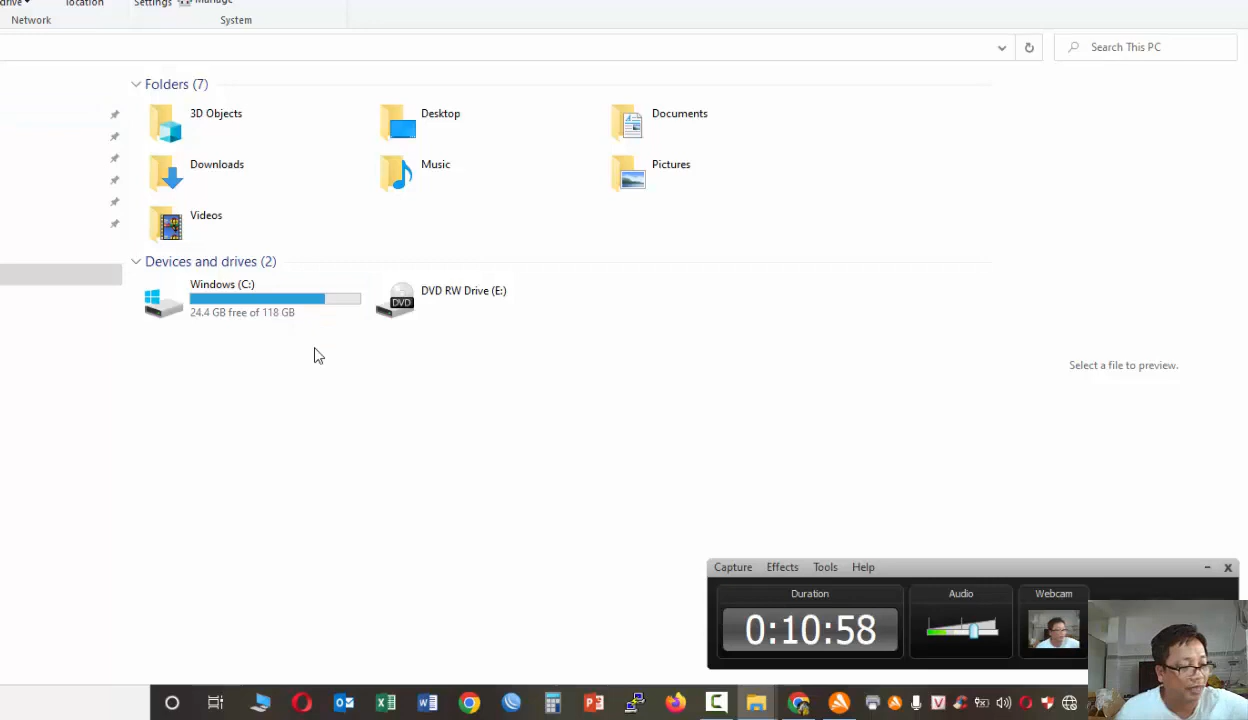 drive
location
Settings
Manage
Network
System
Search This PC
Folders (7)
3D Objects
Desktop
Documents
Downloads
Music
Pictures
Videos
Devices and drives (2)
Windows (C:)
24.4 GB free of 118 GB
DVD
DVD RW Drive (E:)
Select a file to preview.
Capture Effects Tools Help
Duration
Audio
Webcam
0:10:58